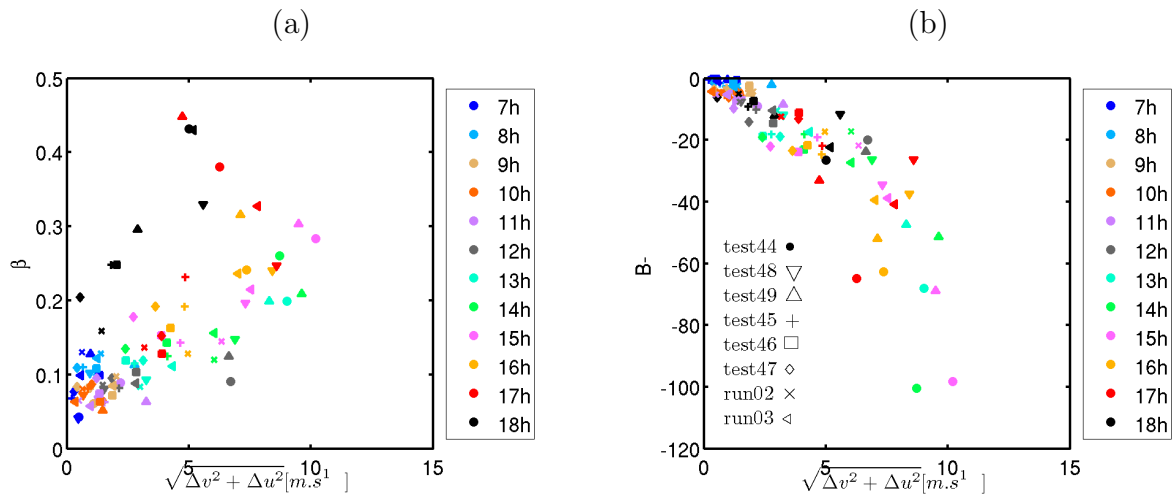 (a)
0.5
0.4
0.3
0.2
0.1
0
β
0 5 10 15
√Δv² + Δu²[m.s¹ ]
7h
8h
9h
10h
11h
12h
13h
14h
15h
16h
17h
18h
(b)
0
-20
-40
-60
-80
-100
-120
B-
test44
test48
test49
test45
test46
test47
run02
run03
0 5 10 15
√Δv² + Δu²[m.s¹ ]
7h
8h
9h
10h
11h
12h
13h
14h
15h
16h
17h
18h